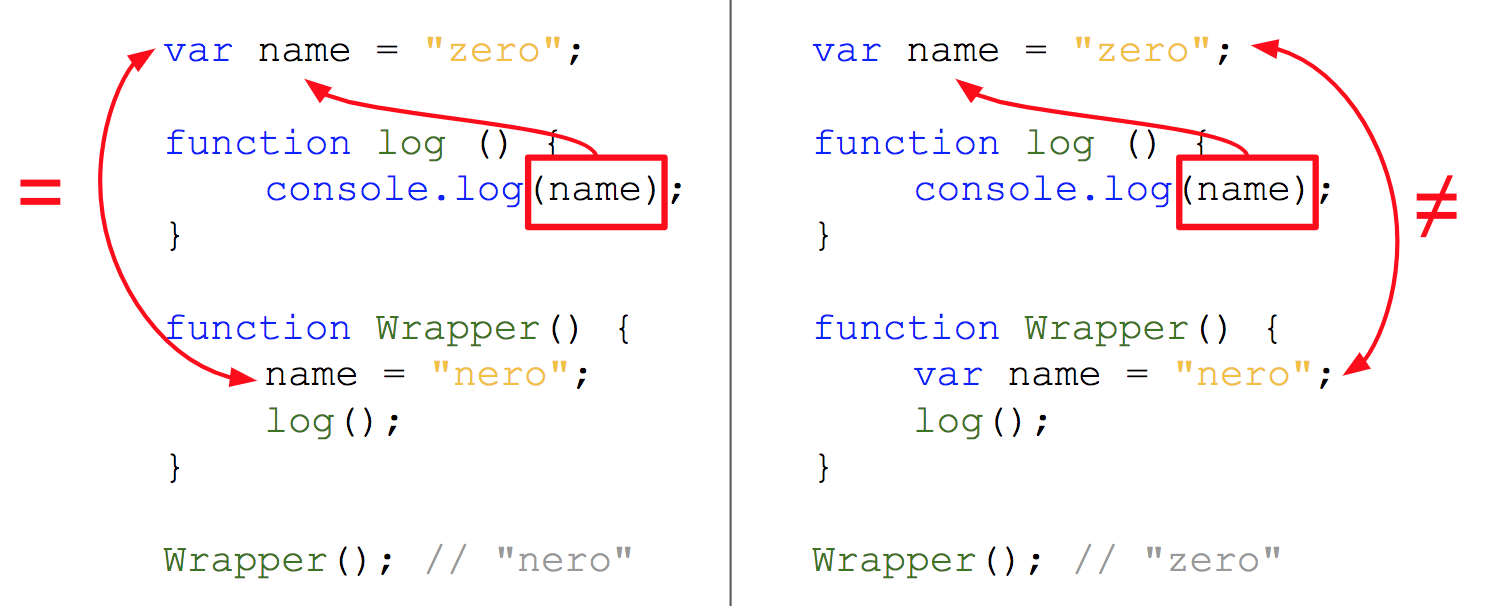 var name = "zero";
function log () {
console.log(name);
}
function Wrapper() {
name = "nero";
log();
}
Wrapper(); // "nero"
=
var name = "zero";
function log () {
console.log(name);
}
function Wrapper() {
var name = "nero";
log();
}
Wrapper(); // "zero"
≠